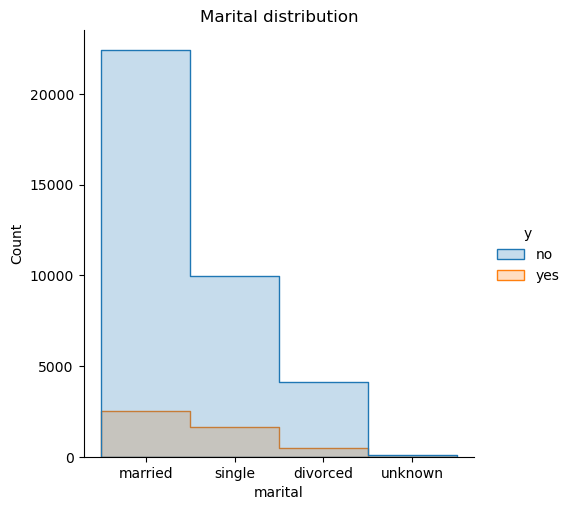 Marital distribution
20000
15000
10000
5000
0
Count
married single divorced unknown
marital
y
no
yes